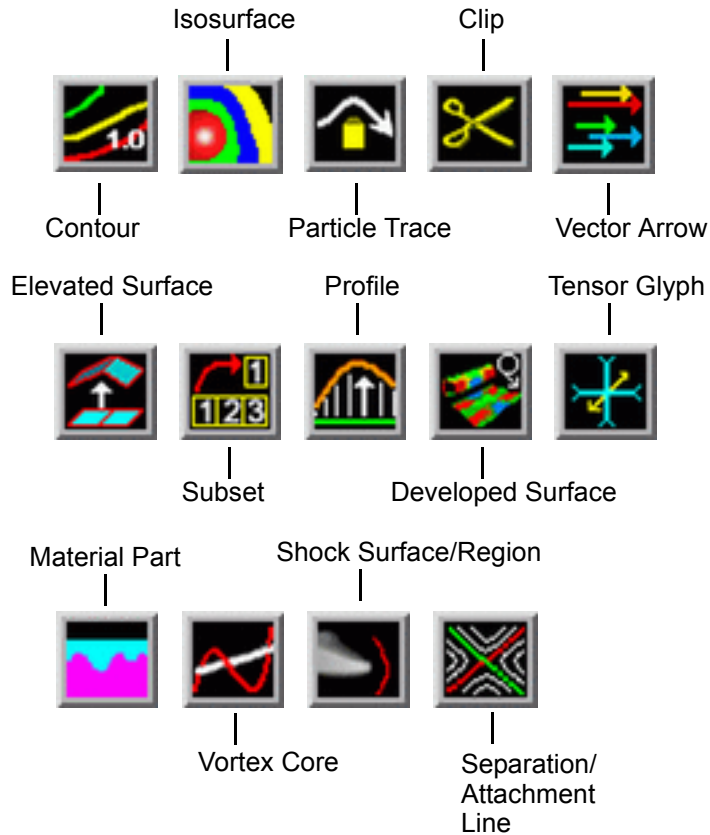 Isosurface Clip
1.0
Contour Particle Trace Vector Arrow
Elevated Surface Profile Tensor Glyph
1
1 2 3
Subset Developed Surface
Material Part Shock Surface/Region
Vortex Core Separation/
Attachment
Line